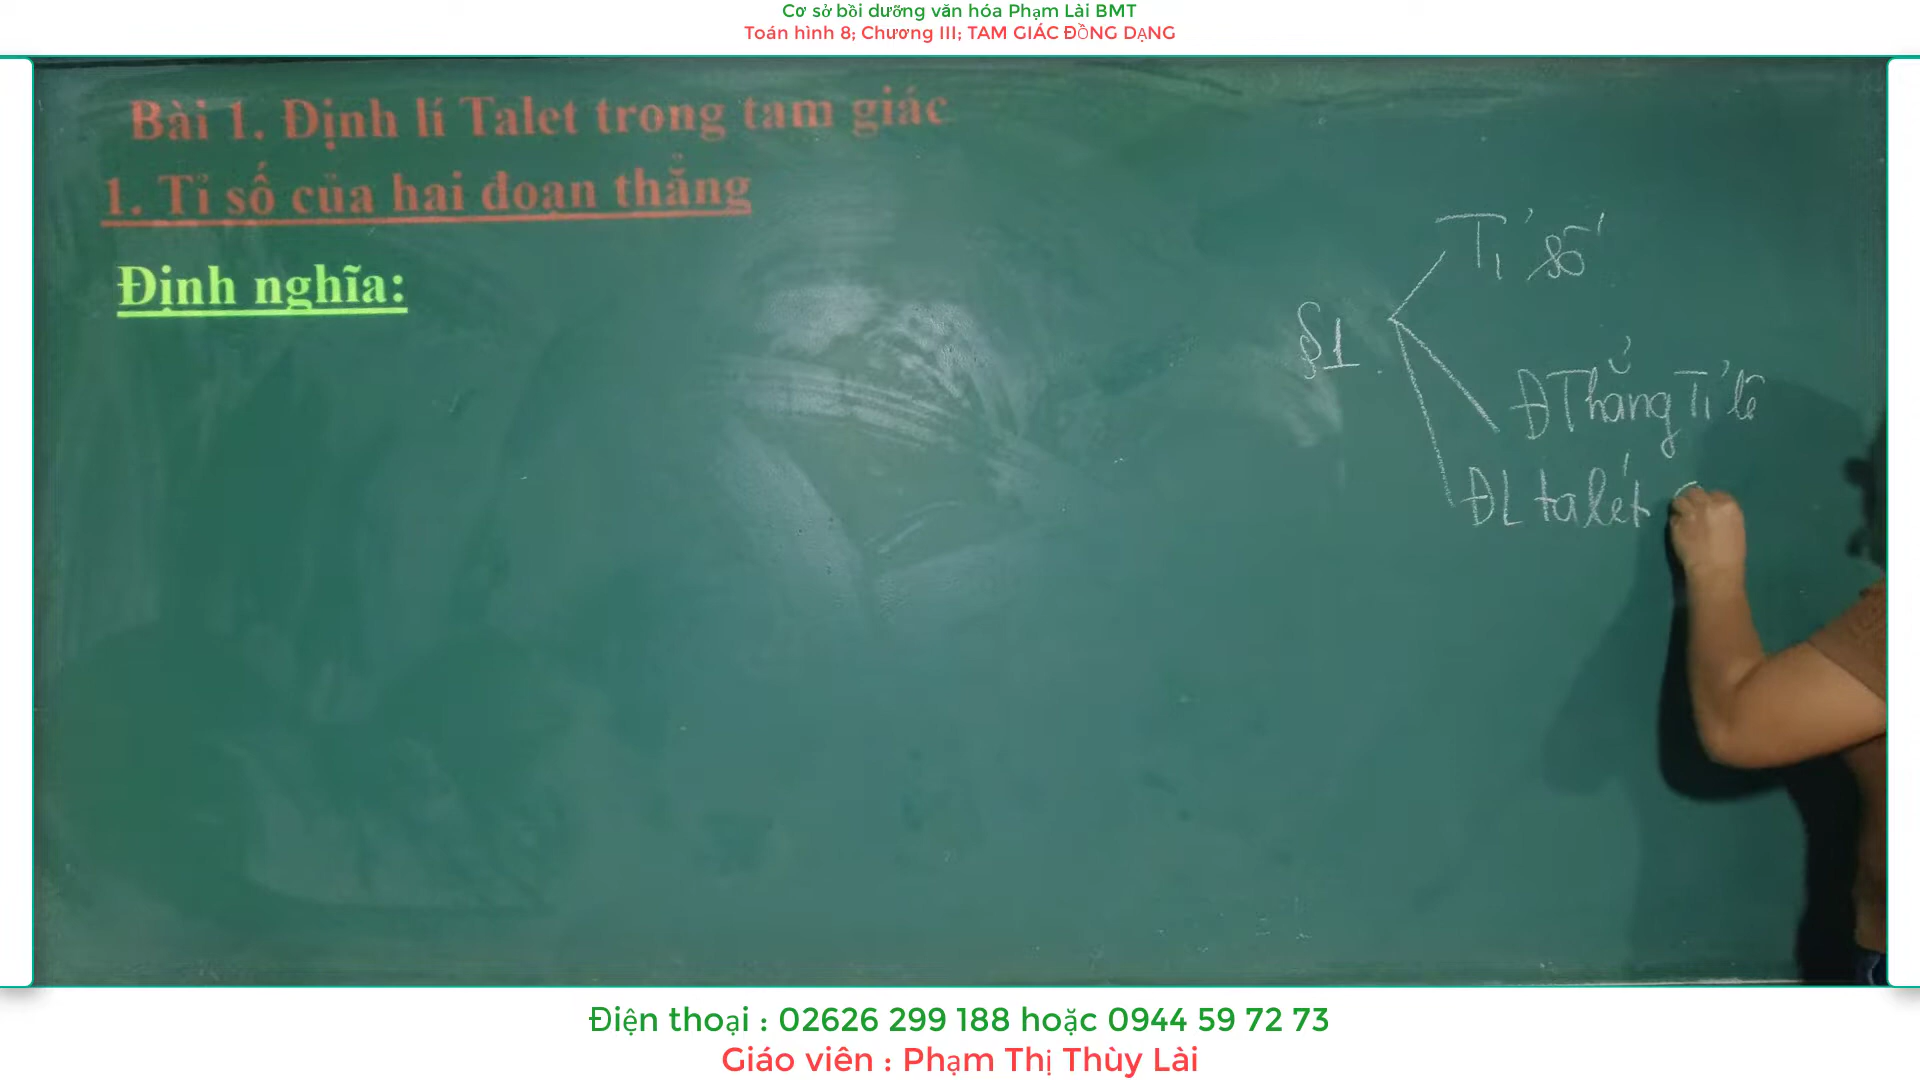 Cơ sở bồi dưỡng văn hóa Phạm Lài BMT
Toán hình 8; Chương III; TAM GIÁC ĐỒNG DẠNG
Bài 1. Định lí Talet trong tam giác
1. Tỉ số của hai đoạn thẳng
Định nghĩa:
Tỉ số
§1.
ĐThẳng Tỉ lệ
ĐL talét
Điện thoại : 02626 299 188 hoặc 0944 59 72 73
Giáo viên : Phạm Thị Thùy Lài